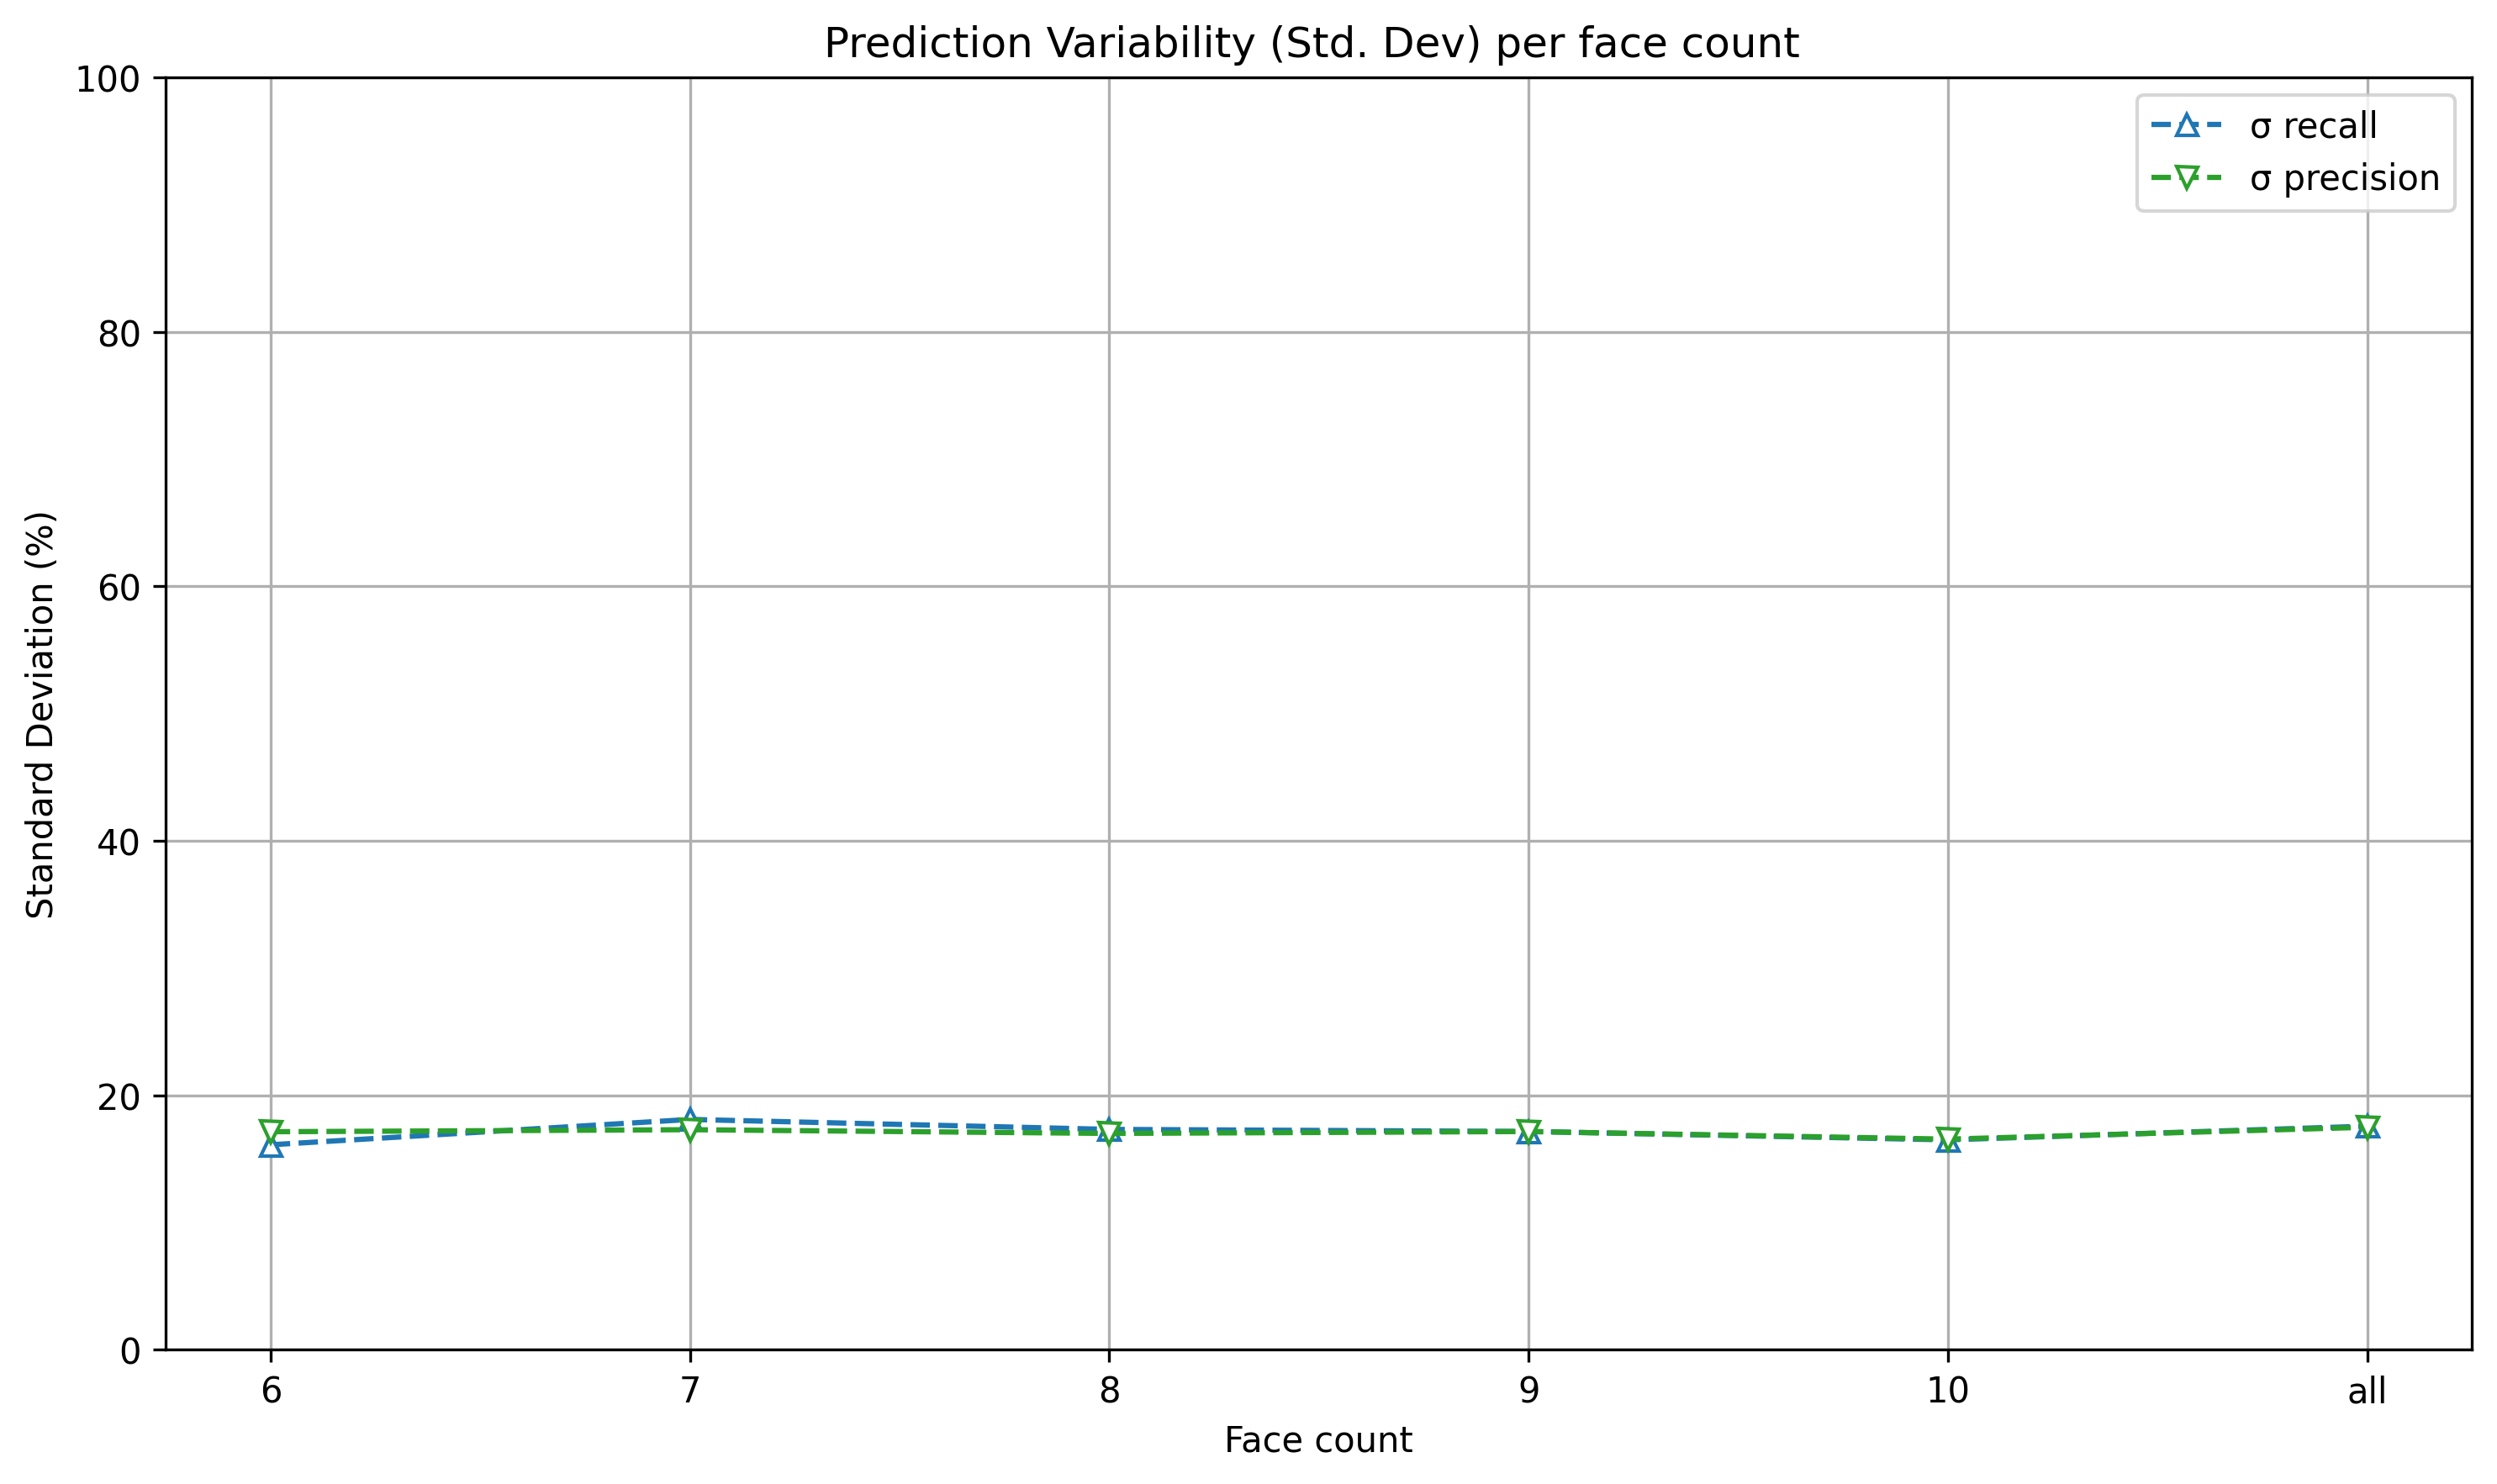 Prediction Variability (Std. Dev) per face count
100
80
60
40
20
0
Standard Deviation (%)
σ recall
σ precision
6 7 8 9 10 all
Face count